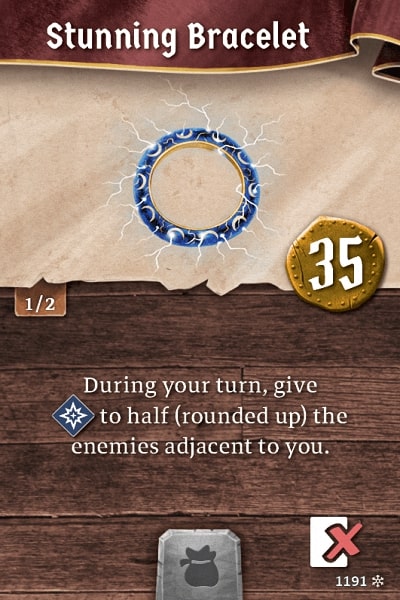 Stunning Bracelet
35
1/2
During your turn, give
to half (rounded up) the
enemies adjacent to you.
1191